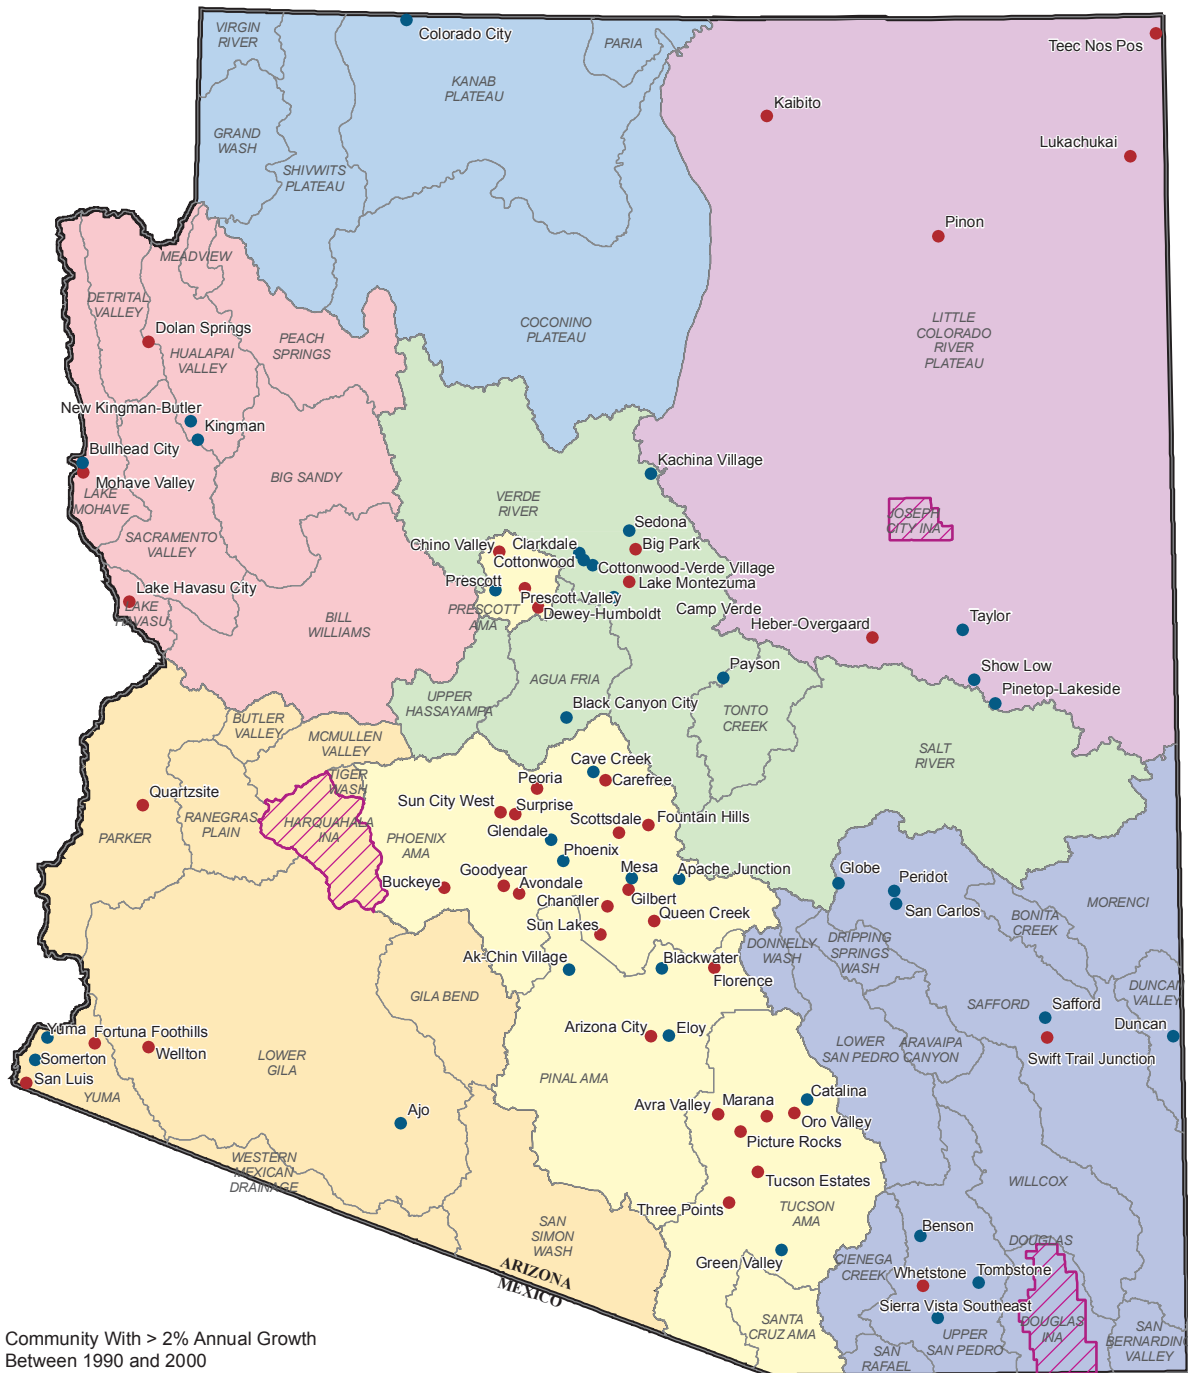 VIRGIN
RIVER
Colorado City
PARIA
Teec Nos Pos
KANAB
PLATEAU
Kaibito
GRAND
WASH
Lukachukai
SHIVWITS
PLATEAU
Pinon
MEADVIEW
DETRITAL
VALLEY
Dolan Springs
HUALAPAI
VALLEY
PEACH
SPRINGS
COCONINO
PLATEAU
LITTLE
COLORADO
RIVER
PLATEAU
New Kingman-Butler
Kingman
Bullhead City
Mohave Valley
LAKE
MOHAVE
BIG SANDY
Kachina Village
VERDE
RIVER
JOSEPH
CITY INA
SACRAMENTO
VALLEY
Sedona
Chino Valley
Clarkdale
Big Park
Cottonwood
Cottonwood-Verde Village
Prescott
Lake Montezuma
Lake Havasu City
LAKE
HAVASU
Prescott Valley
PRESCOTT
AMA
Dewey-Humboldt
Camp Verde
BILL
WILLIAMS
Heber-Overgaard
Taylor
Payson
Show Low
AGUA FRIA
Pinetop-Lakeside
UPPER
HASSAYAMPA
Black Canyon City
TONTO
CREEK
BUTLER
VALLEY
MCMULLEN
VALLEY
SALT
RIVER
Cave Creek
TIGER
WASH
Peoria
Carefree
Quartzsite
Sun City West
Surprise
PARKER
RANEGRAS
PLAIN
HARQUAHALA
INA
Scottsdale
Fountain Hills
Glendale
PHOENIX
AMA
Phoenix
Mesa
Apache Junction
Globe
Peridot
Goodyear
Buckeye
Avondale
Gilbert
Chandler
San Carlos
MORENCI
Queen Creek
BONITA
CREEK
Sun Lakes
DONNELLY
WASH
DRIPPING
SPRINGS
WASH
Ak-Chin Village
Blackwater
Florence
GILA BEND
DUNCAN
VALLEY
SAFFORD
Safford
Yuma
Fortuna Foothills
Arizona City
Eloy
Duncan
Somerton
Wellton
LOWER
GILA
LOWER
SAN PEDRO
ARAVAIPA
CANYON
Swift Trail Junction
San Luis
YUMA
PINAL AMA
Catalina
Ajo
Avra Valley
Marana
Oro Valley
Picture Rocks
WESTERN
MEXICAN
DRAINAGE
Tucson Estates
WILLCOX
Three Points
TUCSON
AMA
SAN
SIMON
WASH
Benson
DOUGLAS
Green Valley
CIENEGA
CREEK
ARIZONA
MEXICO
Whetstone
Tombstone
Sierra Vista Southeast
SANTA
CRUZ AMA
DOUGLAS
INA
UPPER
SAN PEDRO
SAN
BERNARDINO
VALLEY
SAN
RAFAEL
Community With > 2% Annual Growth
Between 1990 and 2000